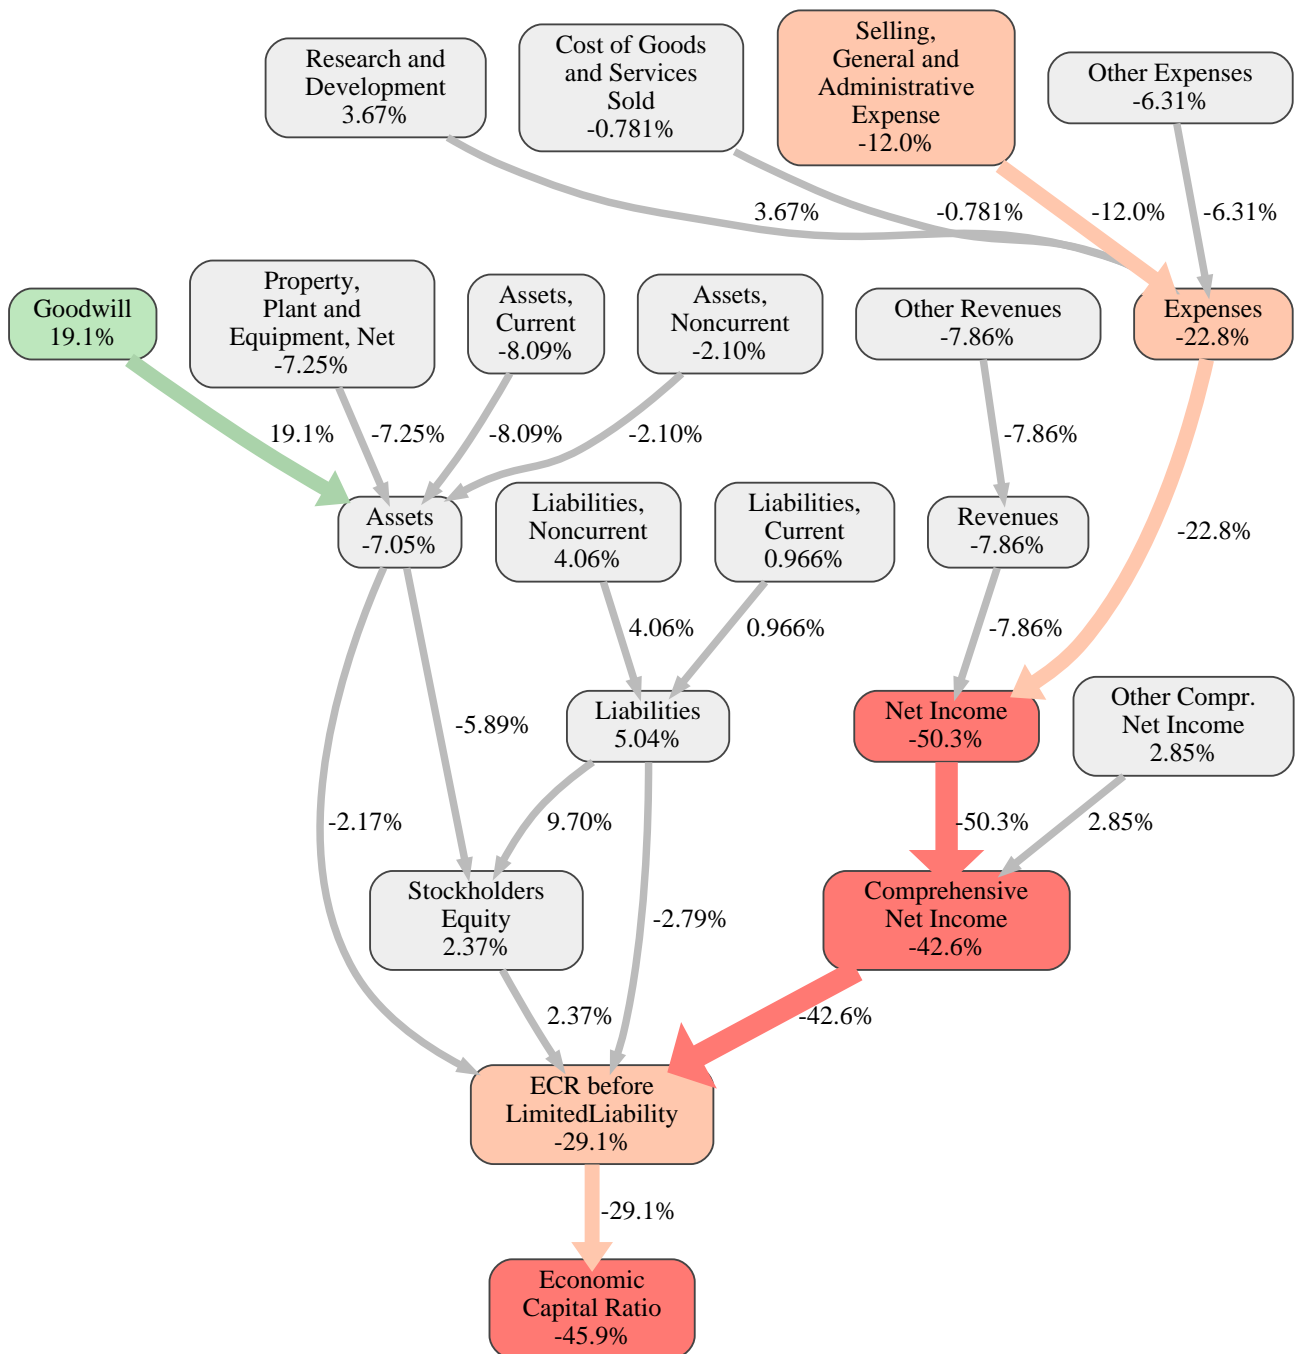 Research and
Development
3.67%
Cost of Goods
and Services
Sold
-0.781%
Selling,
General and
Administrative
Expense
-12.0%
Other Expenses
-6.31%
3.67%
-0.781%
-12.0%
-6.31%
Goodwill
19.1%
Property,
Plant and
Equipment, Net
-7.25%
Assets,
Current
-8.09%
Assets,
Noncurrent
-2.10%
Other Revenues
-7.86%
Expenses
-22.8%
19.1%
-7.25%
-8.09%
-2.10%
-7.86%
Assets
-7.05%
Liabilities,
Noncurrent
4.06%
Liabilities,
Current
0.966%
Revenues
-7.86%
-22.8%
4.06%
0.966%
-7.86%
-5.89%
Liabilities
5.04%
Net Income
-50.3%
Other Compr.
Net Income
2.85%
-2.17%
9.70%
-50.3%
2.85%
Stockholders
Equity
2.37%
-2.79%
Comprehensive
Net Income
-42.6%
2.37%
-42.6%
ECR before
LimitedLiability
-29.1%
-29.1%
Economic
Capital Ratio
-45.9%